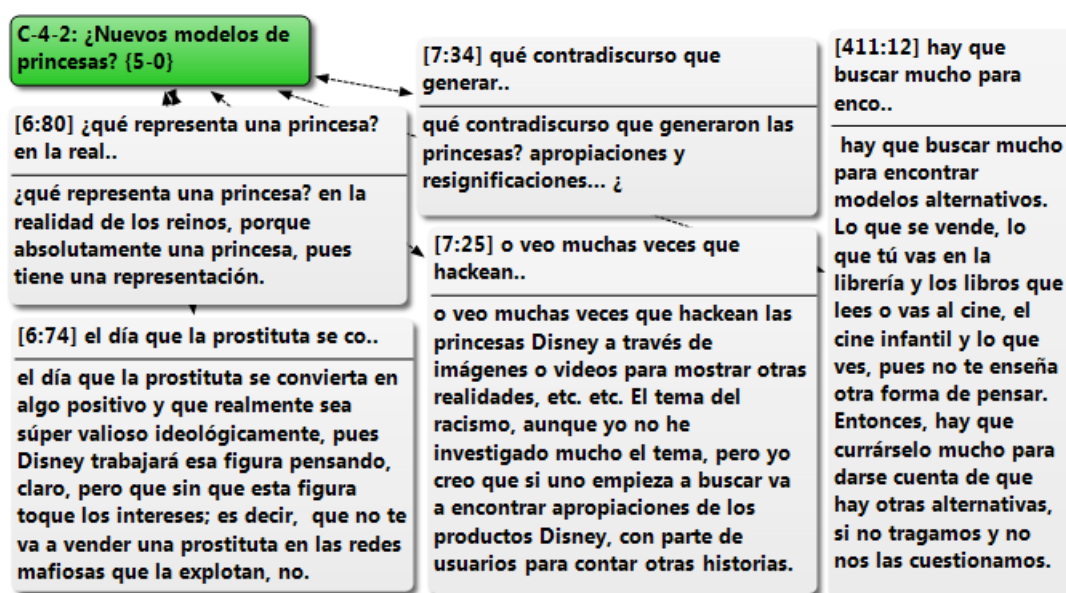 C-4-2: ¿Nuevos modelos de
princesas? {5-0}
[6:80] ¿qué representa una princesa?
en la real..
¿qué representa una princesa? en la
realidad de los reinos, porque
absolutamente una princesa, pues
tiene una representación.
[6:74] el día que la prostituta se co..
el día que la prostituta se convierta en
algo positivo y que realmente sea
súper valioso ideológicamente, pues
Disney trabajará esa figura pensando,
claro, pero que sin que esta figura
toque los intereses; es decir, que no te
va a vender una prostituta en las redes
mafiosas que la explotan, no.
[7:34] qué contradiscurso que
generar..
qué contradiscurso que generaron las
princesas? apropiaciones y
resignificaciones... ¿
[7:25] o veo muchas veces que
hackean..
o veo muchas veces que hackean las
princesas Disney a través de
imágenes o videos para mostrar otras
realidades, etc. etc. El tema del
racismo, aunque yo no he
investigado mucho el tema, pero yo
creo que si uno empieza a buscar va
a encontrar apropiaciones de los
productos Disney, con parte de
usuarios para contar otras historias.
[411:12] hay que
buscar mucho para
enco..
hay que buscar mucho
para encontrar
modelos alternativos.
Lo que se vende, lo
que tú vas en la
librería y los libros que
lees o vas al cine, el
cine infantil y lo que
ves, pues no te enseña
otra forma de pensar.
Entonces, hay que
currárselo mucho para
darse cuenta de que
hay otras alternativas,
si no tragamos y no
nos las cuestionamos.